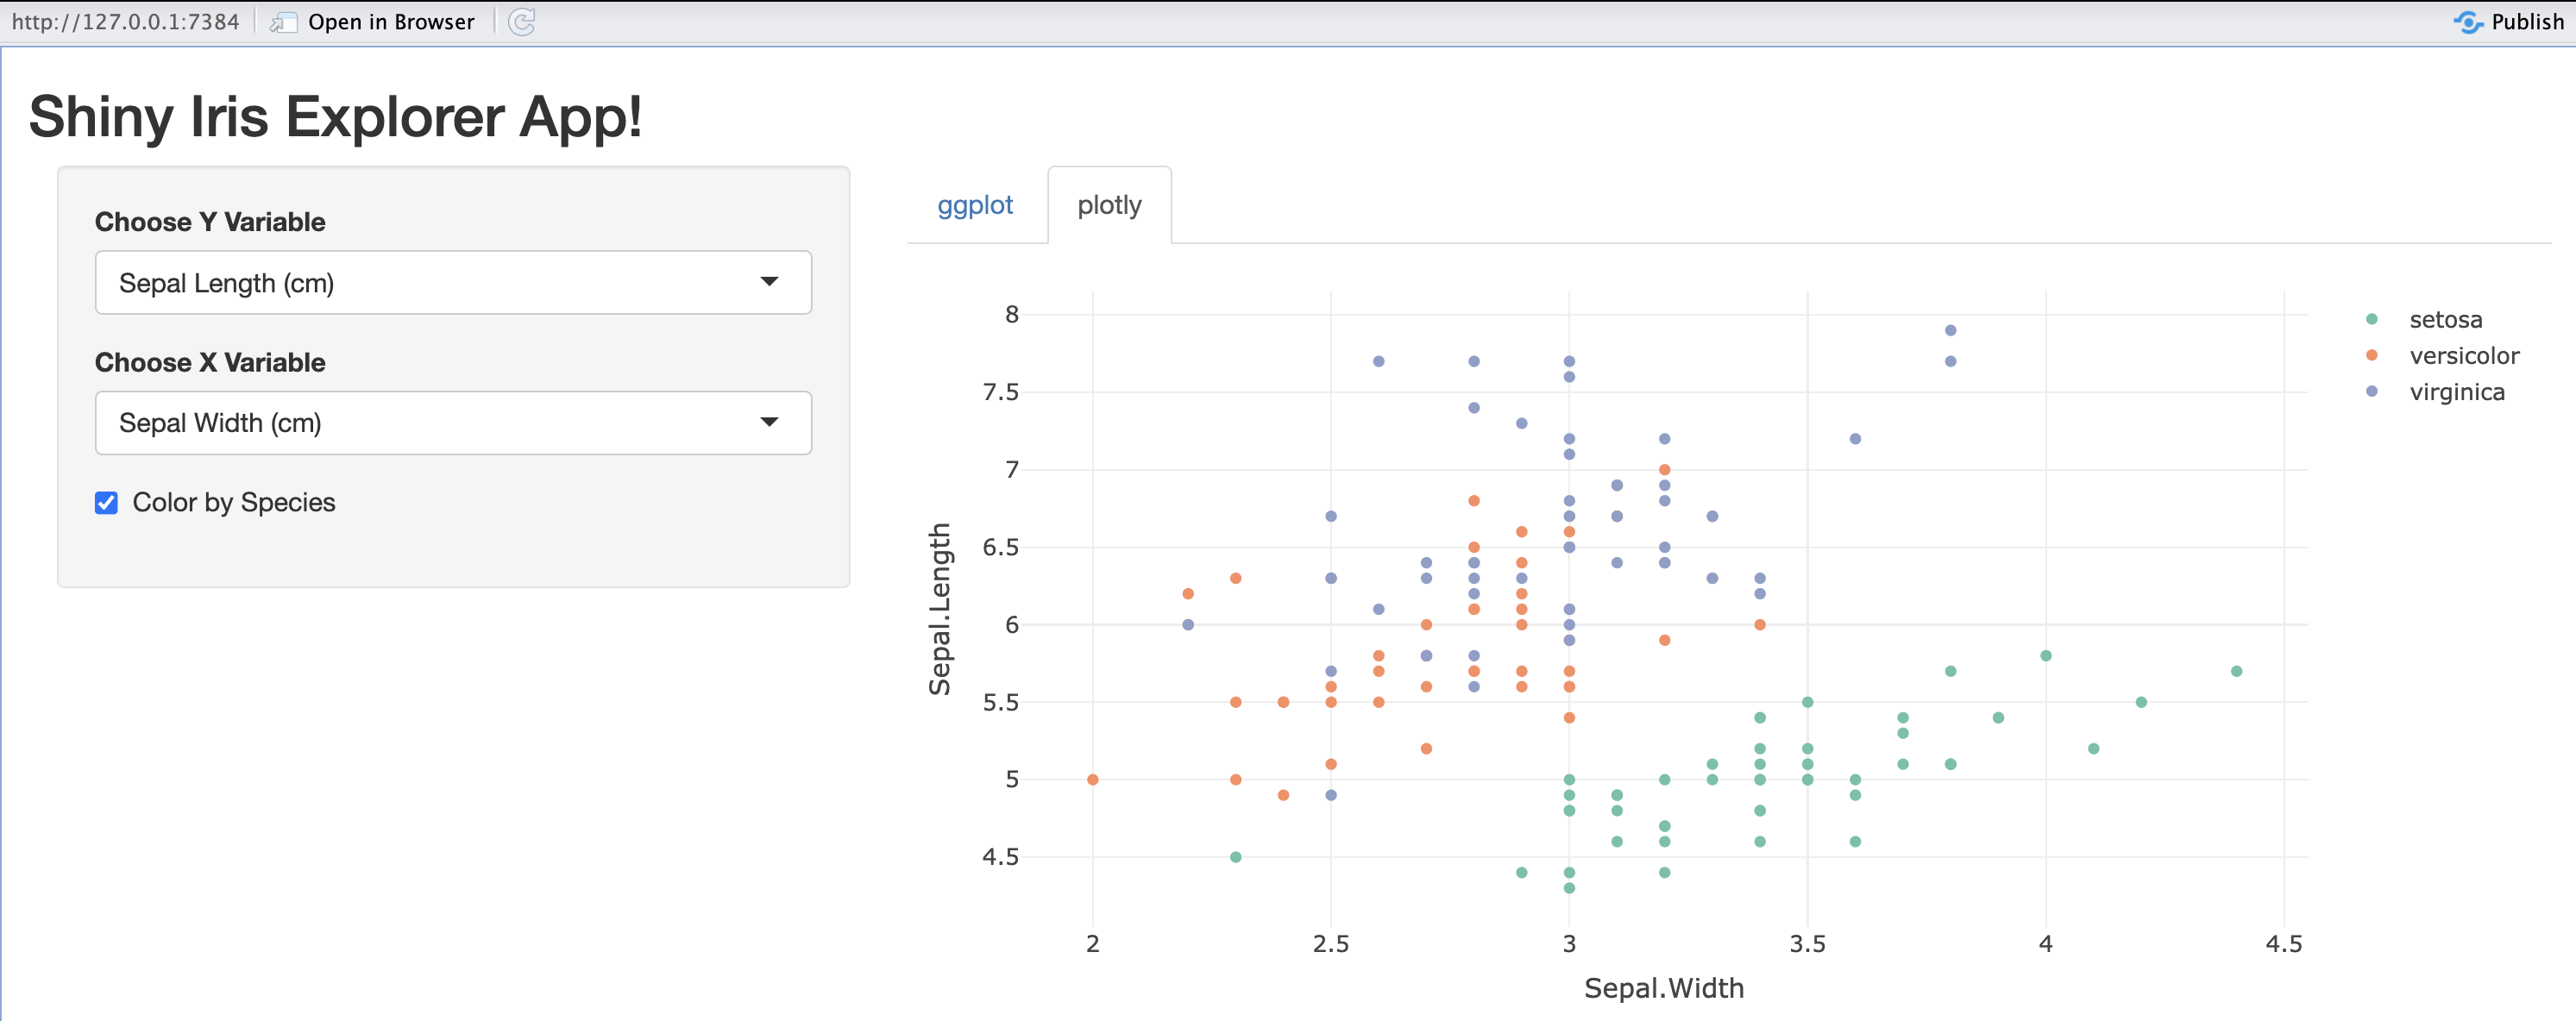 http://127.0.0.1:7384 Open in Browser Publish
Shiny Iris Explorer App!
Choose Y Variable
Sepal Length (cm)
Choose X Variable
Sepal Width (cm)
Color by Species
ggplot plotly
8
7.5
7
6.5
6
5.5
5
4.5
Sepal.Length
2 2.5 3 3.5 4 4.5
Sepal.Width
setosa
versicolor
virginica